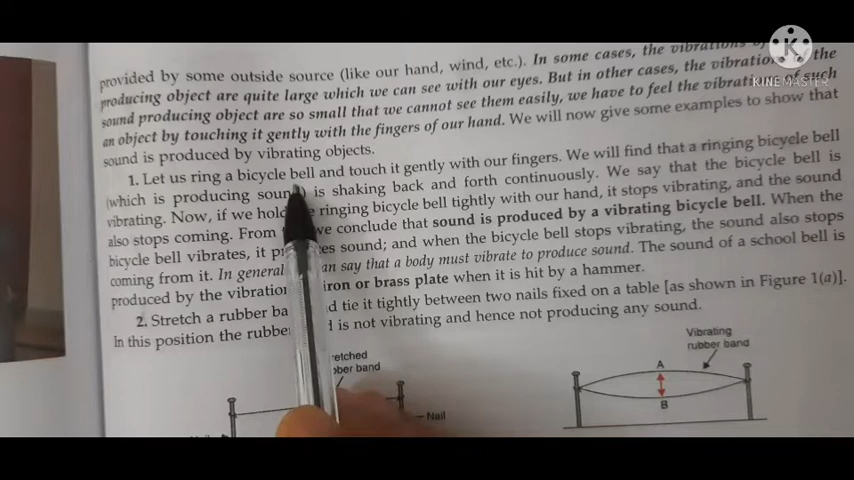 provided by some outside source (like our hand, wind, etc.). In some cases, the vibrations
producing object are quite large which we can see with our eyes. But in other cases, the vibration the
sound producing object are so small that we cannot see them easily, we have to feel the vibrations of such
an object by touching it gently with the fingers of our hand. We will now give some examples to show that
sound is produced by vibrating objects.
1. Let us ring a bicycle bell and touch it gently with our fingers. We will find that a ringing bicycle bell
(which is producing sound) is shaking back and forth continuously. We say that the bicycle bell is
vibrating. Now, if we hold ringing bicycle bell tightly with our hand, it stops vibrating, and the sound
also stops coming. From we conclude that sound is produced by a vibrating bicycle bell. When the
bicycle bell vibrates, it sound; and when the bicycle bell stops vibrating, the sound also stops
coming from it. In general say that a body must vibrate to produce sound. The sound of a school bell is
produced by the vibration iron or brass plate when it is hit by a hammer.
2. Stretch a rubber tie it tightly between two nails fixed on a table [as shown in Figure 1(a)].
In this position the rubber is not vibrating and hence not producing any sound.
Vibrating
rubber band
A
B
Nail
K
KINEMASTER